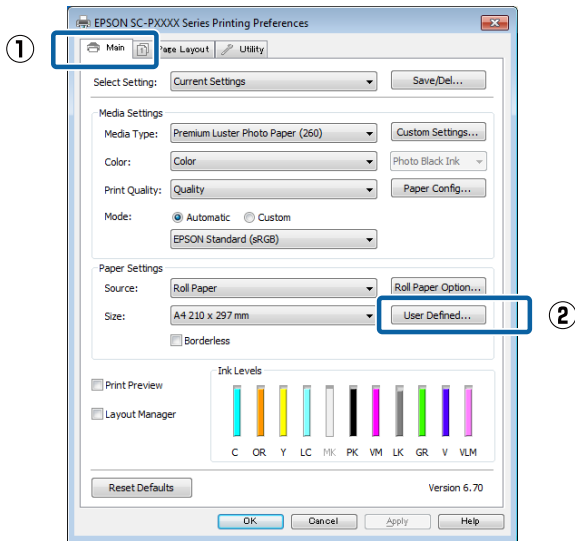 EPSON SC-PXXXX Series Printing Preferences
①
Main Page Layout Utility
Select Setting: Current Settings Save/Del...
Media Settings
Media Type: Premium Luster Photo Paper (260) Custom Settings...
Color: Color Photo Black Ink
Print Quality: Quality Paper Config...
Mode: Automatic Custom
EPSON Standard (sRGB)
Paper Settings
Source: Roll Paper Roll Paper Option...
Size: A4 210 x 297 mm User Defined...
②
Borderless
Ink Levels
Print Preview
Layout Manager
C OR Y LC MK PK VM LK GR V VLM
Reset Defaults Version 6.70
OK Cancel Apply Help